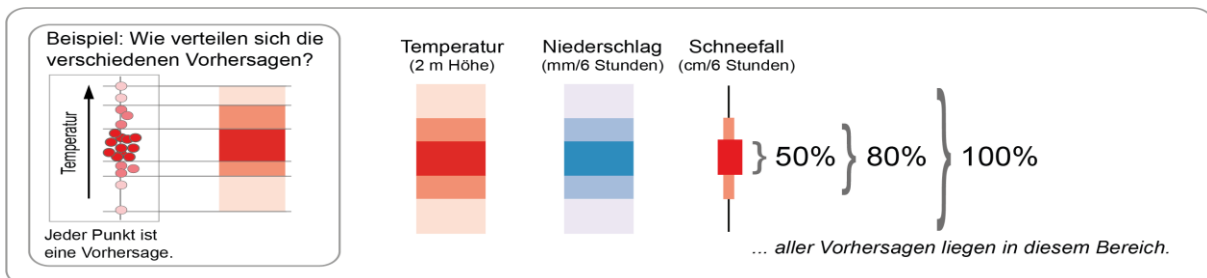 Beispiel: Wie verteilen sich die
verschiedenen Vorhersagen?
Temperatur
Jeder Punkt ist
eine Vorhersage.
Temperatur
(2 m Höhe)
Niederschlag
(mm/6 Stunden)
Schneefall
(cm/6 Stunden)
50%
80%
100%
... aller Vorhersagen liegen in diesem Bereich.